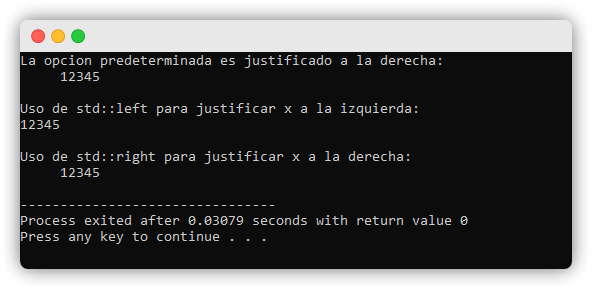 La opcion predeterminada es justificado a la derecha:
     12345

Uso de std::left para justificar x a la izquierda:
12345

Uso de std::right para justificar x a la derecha:
     12345

--------------------------------
Process exited after 0.03079 seconds with return value 0
Press any key to continue . . .